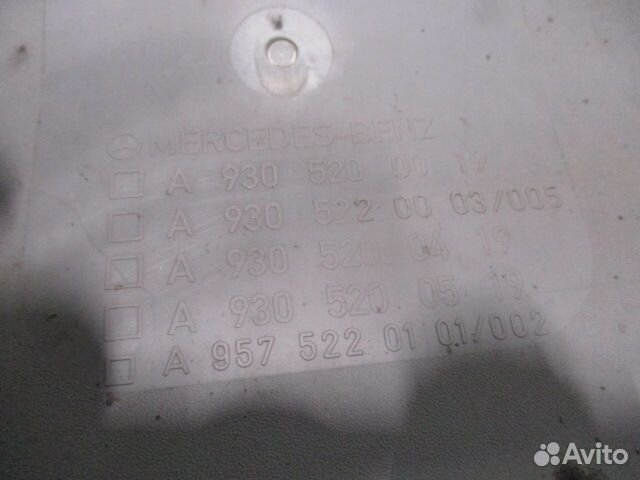 MERCEDES-BENZ
A 930 520 00 19
A 930 522 00 03/005
A 930 520 04 19
A 930 520 05 19
A 957 522 01 01/002
Avito